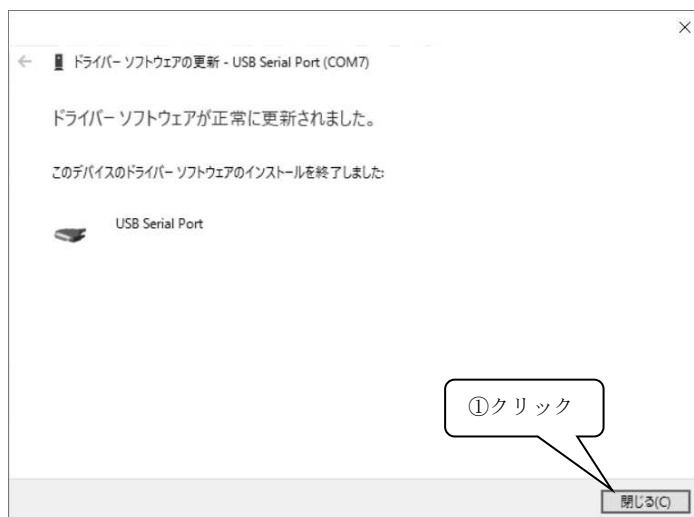 ドライバー ソフトウェアの更新 - USB Serial Port (COM7)
ドライバー ソフトウェアが正常に更新されました。
このデバイスのドライバー ソフトウェアのインストールを終了しました:
USB Serial Port
①クリック
閉じる(C)